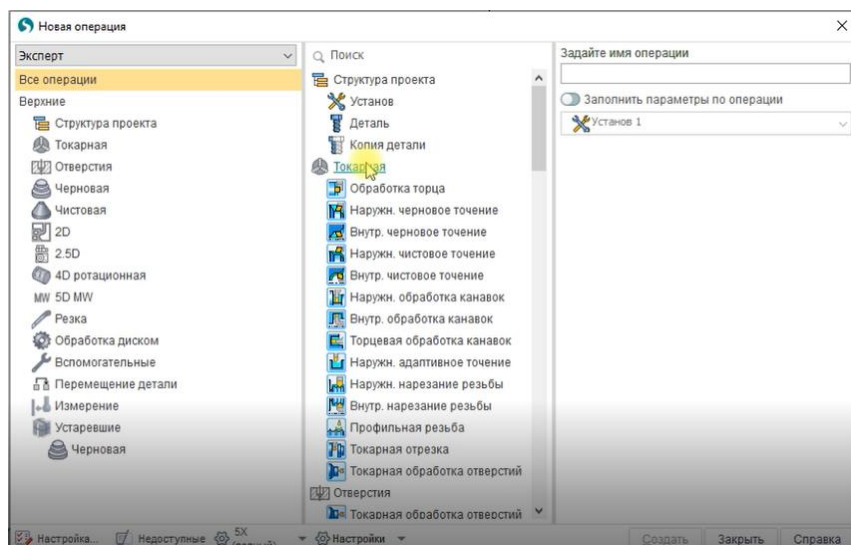 Новая операция
Эксперт
Все операции
Верхние
Структура проекта
Токарная
Отверстия
Черновая
Чистовая
2D
2.5D
4D ротационная
MW 5D MW
Резка
Обработка диском
Вспомогательные
Перемещение детали
Измерение
Устаревшие
Черновая
Поиск
Структура проекта
Установ
Деталь
Копия детали
Токарная
Обработка торца
Наружн. черновое точение
Внутр. черновое точение
Наружн. чистовое точение
Внутр. чистовое точение
Наружн. обработка канавок
Внутр. обработка канавок
Торцевая обработка канавок
Наружн. адаптивное точение
Наружн. нарезание резьбы
Внутр. нарезание резьбы
Профильная резьба
Токарная отрезка
Токарная обработка отверстий
Отверстия
Токарная обработка отверстий
Задайте имя операции
Заполнить параметры по операции
Установ 1
Настройка... Недоступные 5X Настройки Создать Закрыть Справка